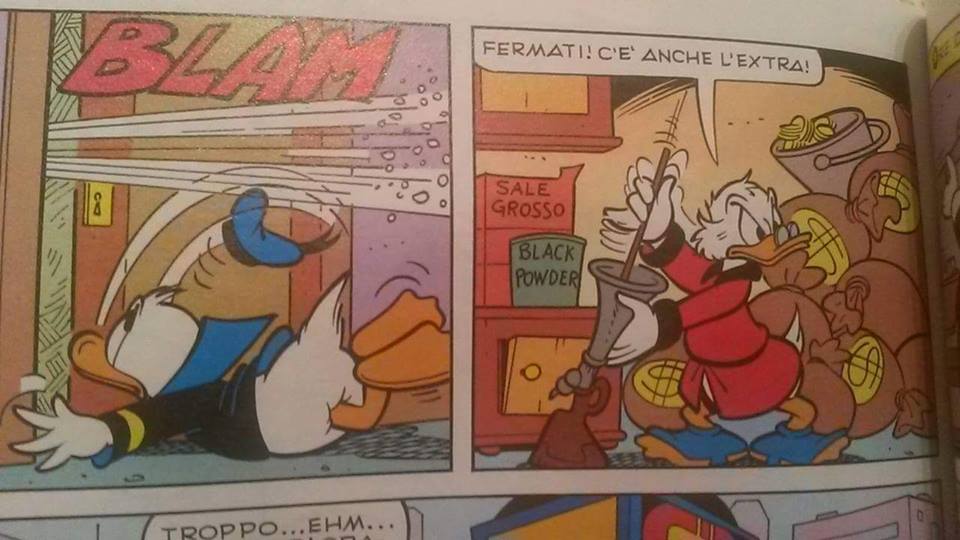 BLAM
FERMATI! C'E' ANCHE L'EXTRA!
SALE
GROSSO
BLACK
POWDER
TROPPO...EHM...